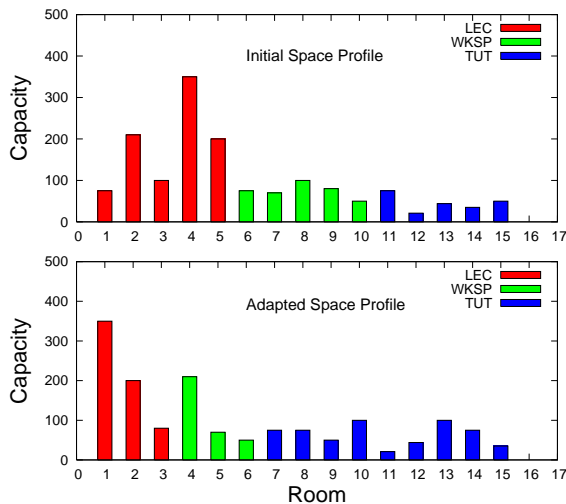 500
LEC
WKSP
Initial Space Profile
TUT
400
300
Capacity
200
100
0
0 1 2 3 4 5 6 7 8 9 10 11 12 13 14 15 16 17
500
LEC
WKSP
Adapted Space Profile
TUT
400
300
Capacity
200
100
0
0 1 2 3 4 5 6 7 8 9 10 11 12 13 14 15 16 17
Room